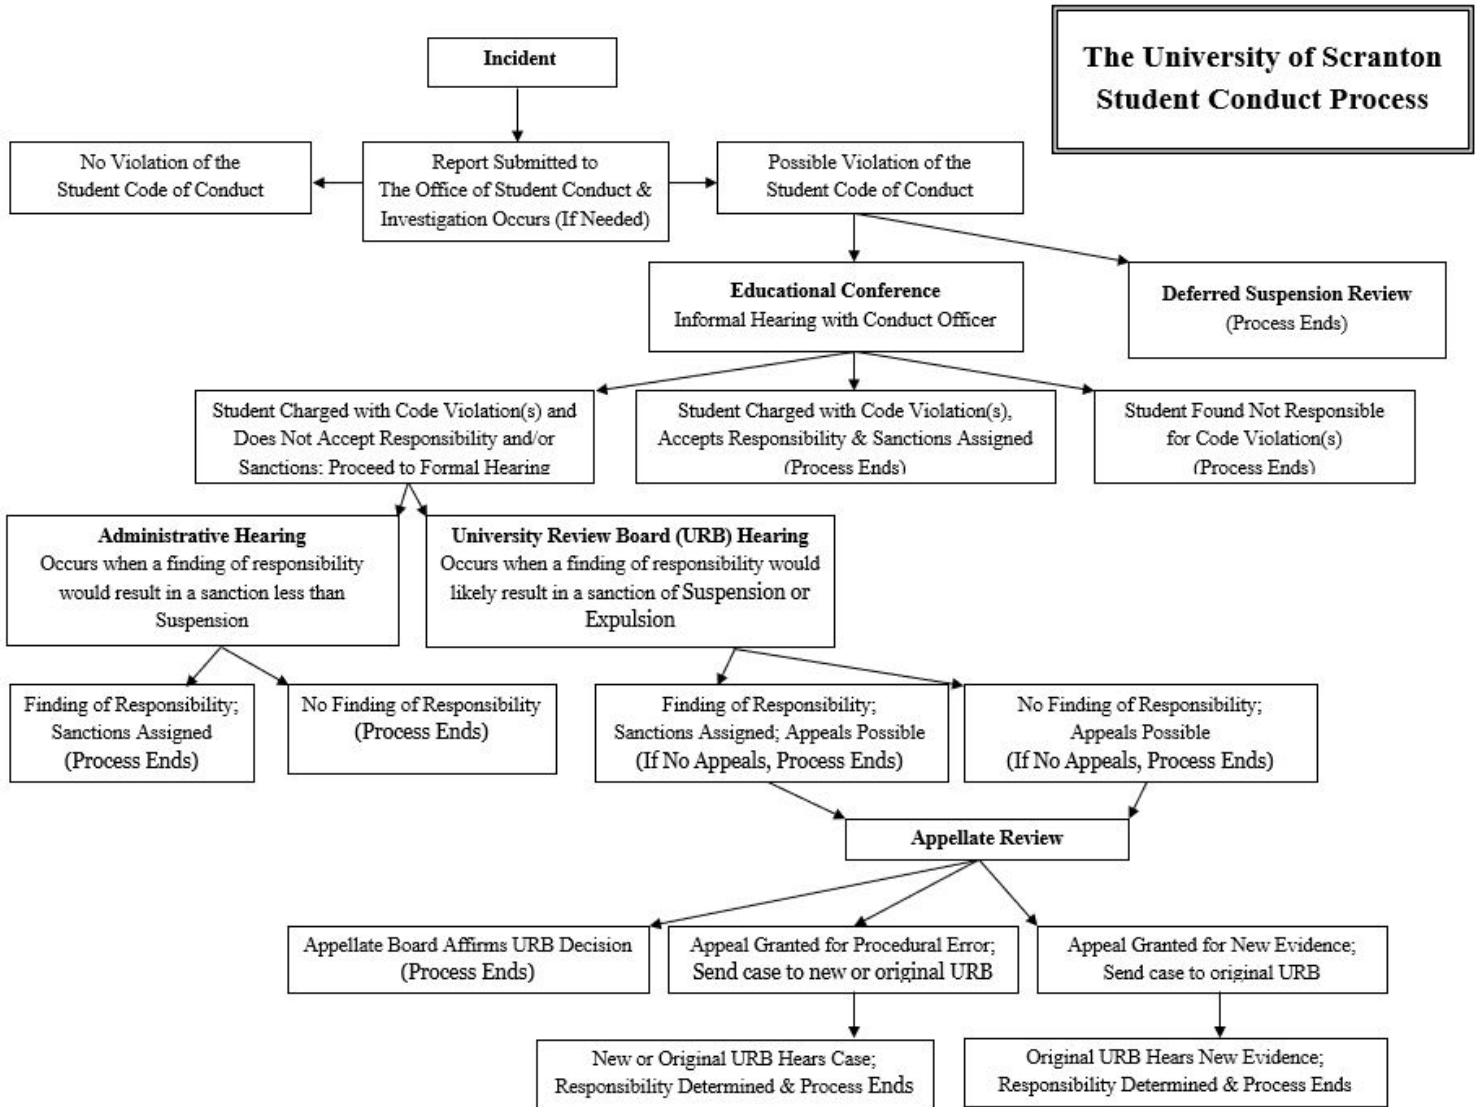 The University of Scranton
Student Conduct Process
Incident
No Violation of the
Student Code of Conduct
Report Submitted to
The Office of Student Conduct &
Investigation Occurs (If Needed)
Possible Violation of the
Student Code of Conduct
Educational Conference
Informal Hearing with Conduct Officer
Deferred Suspension Review
(Process Ends)
Student Charged with Code Violation(s) and
Does Not Accept Responsibility and/or
Sanctions: Proceed to Formal Hearing
Student Charged with Code Violation(s),
Accepts Responsibility & Sanctions Assigned
(Process Ends)
Student Found Not Responsible
for Code Violation(s)
(Process Ends)
Administrative Hearing
Occurs when a finding of responsibility
would result in a sanction less than
Suspension
University Review Board (URB) Hearing
Occurs when a finding of responsibility would
likely result in a sanction of Suspension or
Expulsion
Finding of Responsibility;
Sanctions Assigned
(Process Ends)
No Finding of Responsibility
(Process Ends)
Finding of Responsibility;
Sanctions Assigned; Appeals Possible
(If No Appeals, Process Ends)
No Finding of Responsibility;
Appeals Possible
(If No Appeals, Process Ends)
Appellate Review
Appellate Board Affirms URB Decision
(Process Ends)
Appeal Granted for Procedural Error;
Send case to new or original URB
Appeal Granted for New Evidence;
Send case to original URB
New or Original URB Hears Case;
Responsibility Determined & Process Ends
Original URB Hears New Evidence;
Responsibility Determined & Process Ends